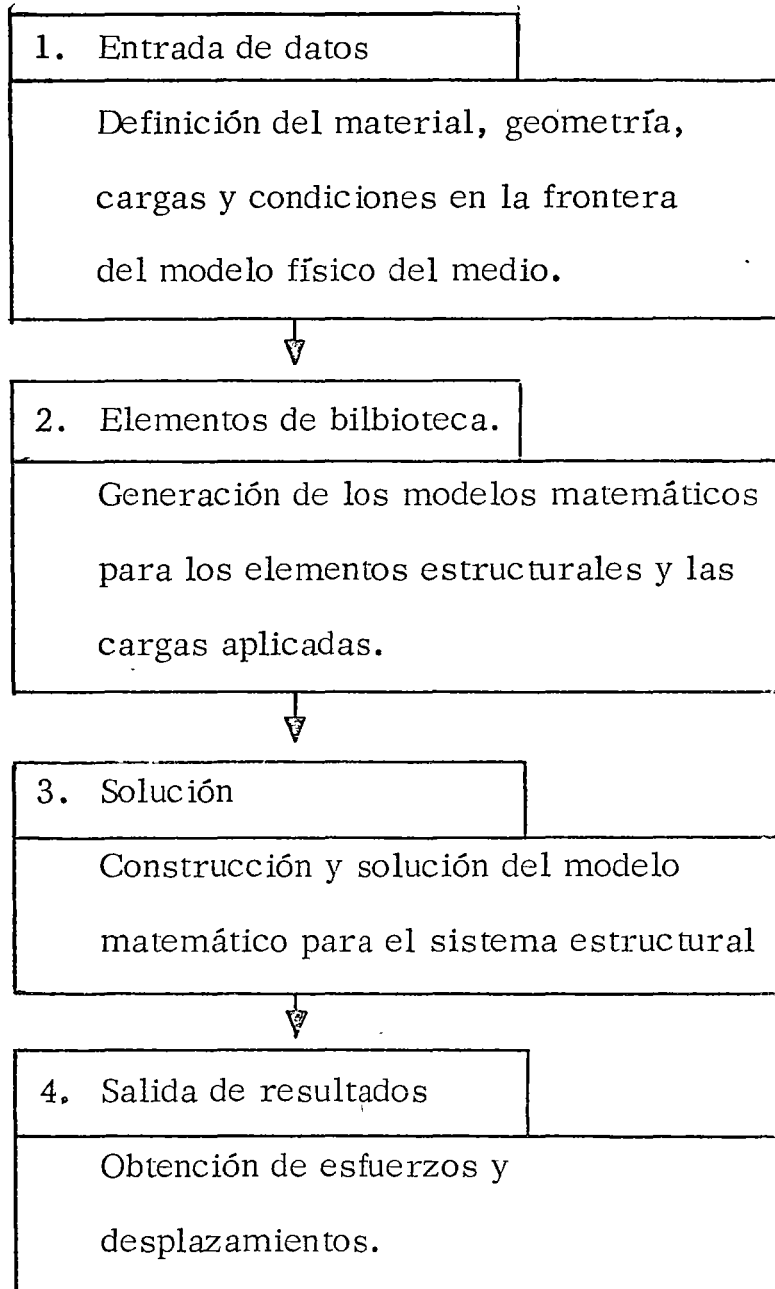 1. Entrada de datos
Definición del material, geometría,
cargas y condiciones en la frontera
del modelo físico del medio.
2. Elementos de bilbioteca.
Generación de los modelos matemáticos
para los elementos estructurales y las
cargas aplicadas.
3. Solución
Construcción y solución del modelo
matemático para el sistema estructural
4. Salida de resultados
Obtención de esfuerzos y
desplazamientos.